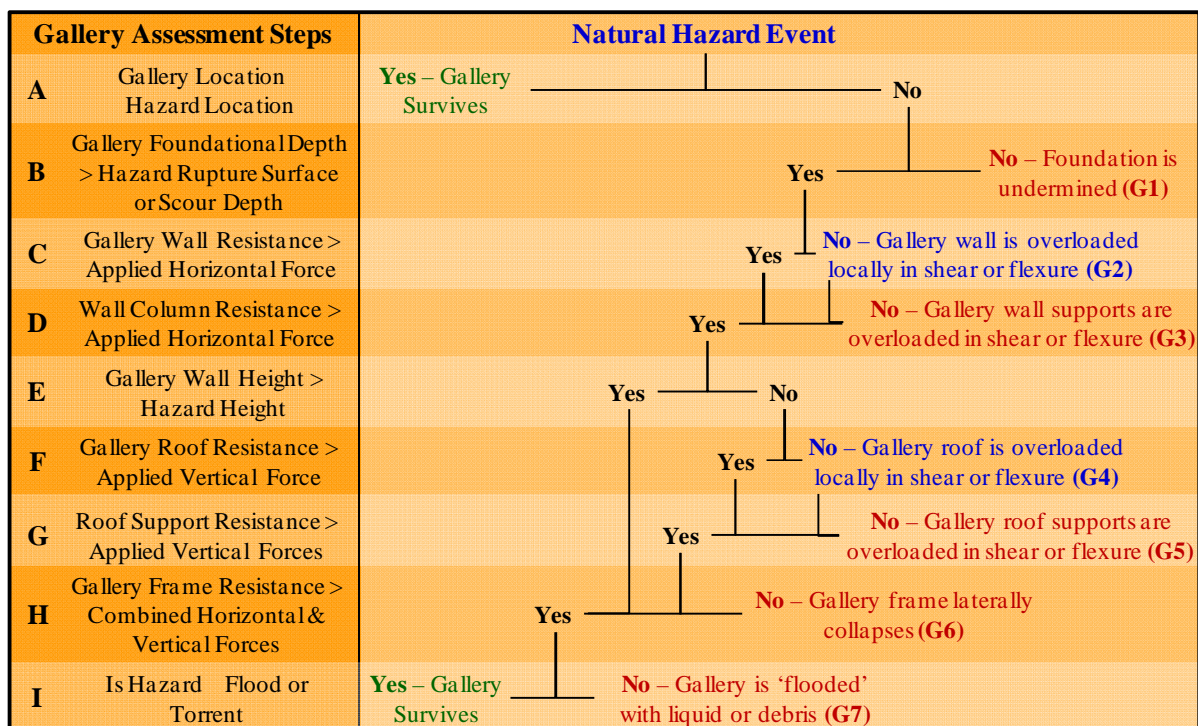 Gallery Assessment Steps
Natural Hazard Event
A
Gallery Location
Hazard Location
Yes – Gallery
Survives
No
B
Gallery Foundational Depth
> Hazard Rupture Surface
or Scour Depth
Yes
No – Foundation is
undermined (G1)
C
Gallery Wall Resistance >
Applied Horizontal Force
Yes
No – Gallery wall is overloaded
locally in shear or flexure (G2)
D
Wall Column Resistance >
Applied Horizontal Force
Yes
No – Gallery wall supports are
overloaded in shear or flexure (G3)
E
Gallery Wall Height >
Hazard Height
Yes
No
F
Gallery Roof Resistance >
Applied Vertical Force
Yes
No – Gallery roof is overloaded
locally in shear or flexure (G4)
G
Roof Support Resistance >
Applied Vertical Forces
Yes
No – Gallery roof supports are
overloaded in shear or flexure (G5)
H
Gallery Frame Resistance >
Combined Horizontal &
Vertical Forces
Yes
No – Gallery frame laterally
collapses (G6)
I
Is Hazard Flood or
Torrent
Yes – Gallery
Survives
No – Gallery is ‘flooded’
with liquid or debris (G7)